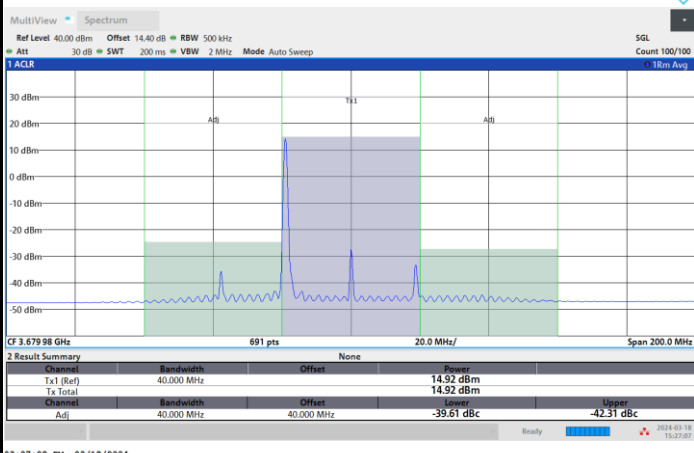 MultiView Spectrum
Ref Level 40.00 dBm Offset 14.40 dB RBW 500 kHz SGL
Att 30 dB SWT 200 ms VBW 2 MHz Mode Auto Sweep Count 100/100
1 ACLR 1Rm Avg
30 dBm
Tx1
20 dBm
Adj Adj
10 dBm
0 dBm
-10 dBm
-20 dBm
-30 dBm
-40 dBm
-50 dBm
CF 3.679 98 GHz 691 pts 20.0 MHz/ Span 200.0 MHz
2 Result Summary None
Channel Bandwidth Offset Power
Tx1 (Ref) 40.000 MHz 14.92 dBm
Tx Total 14.92 dBm
Channel Bandwidth Offset Lower Upper
Adj 40.000 MHz 40.000 MHz -39.61 dBc -42.31 dBc
Ready 2024-03-18
15:27:07